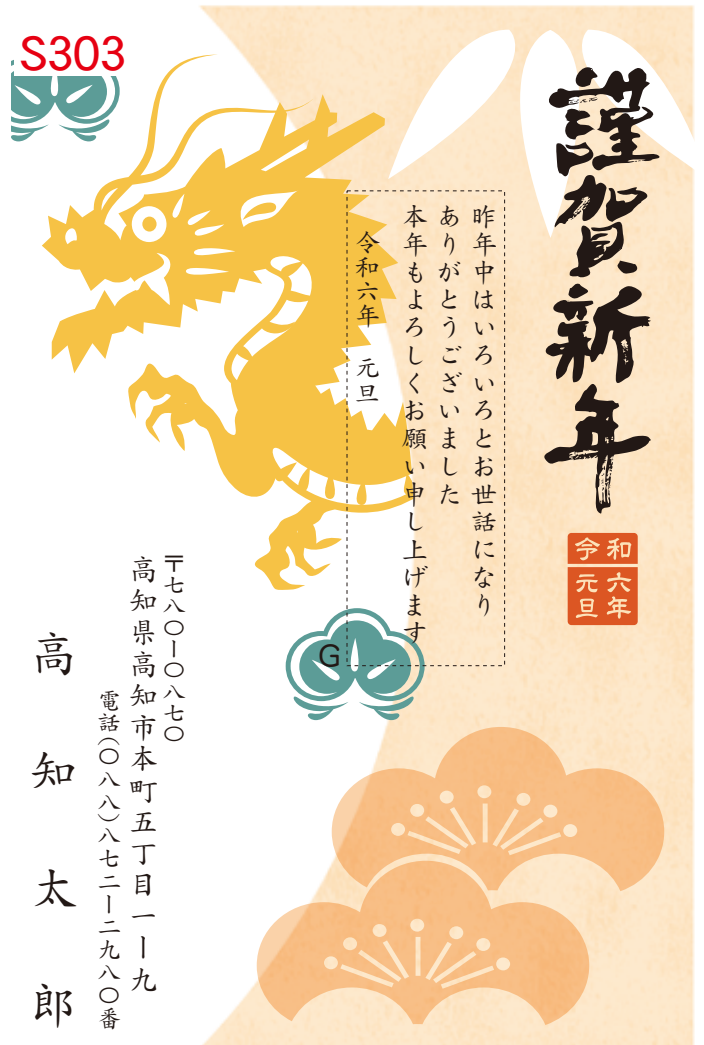 S303
謹賀新年
令和
六年
元旦
昨年中はいろいろとお世話になり
ありがとうございました
本年もよろしくお願い申し上げます
令和六年　元旦
G
〒七八〇ー〇八七〇
高知県高知市本町五丁目一ー九
電話(〇八八)八七二ー二九八〇番
高知太郎